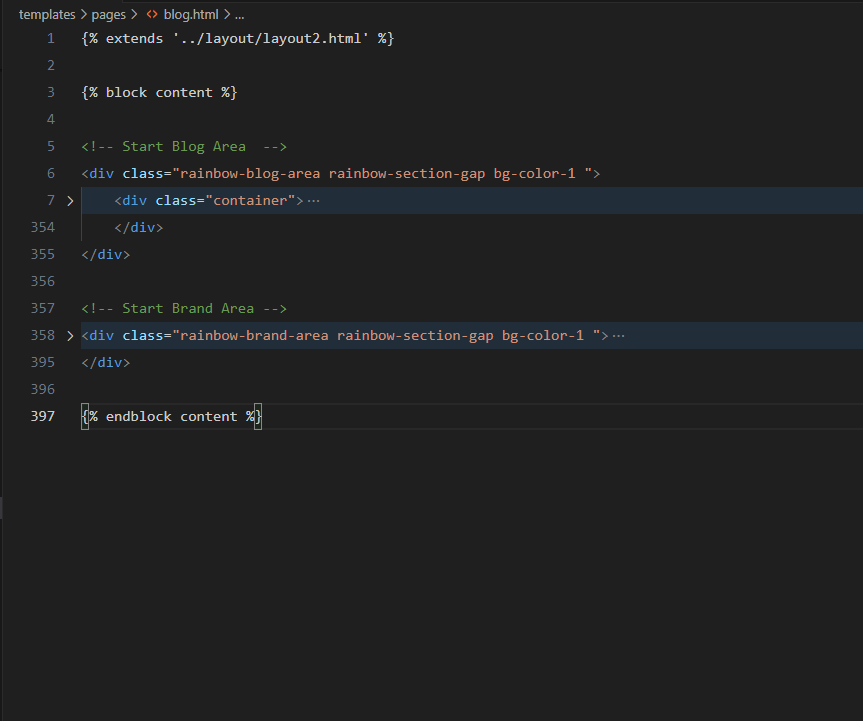 templates > pages > <> blog.html > ...
1 {% extends '../layout/layout2.html' %}
2
3 {% block content %}
4
5 <!-- Start Blog Area  -->
6 <div class="rainbow-blog-area rainbow-section-gap bg-color-1 ">
7 > <div class="container">···
354 </div>
355 </div>
356
357 <!-- Start Brand Area -->
358 > <div class="rainbow-brand-area rainbow-section-gap bg-color-1 ">···
395 </div>
396
397 {% endblock content %}